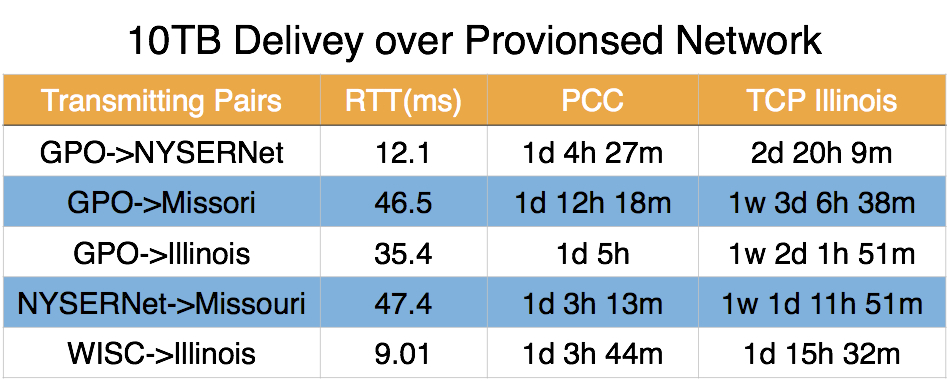 10TB Delivey over Provionsed Network
Transmitting Pairs RTT(ms) PCC TCP Illinois
GPO->NYSERNet 12.1 1d 4h 27m 2d 20h 9m
GPO->Missori 46.5 1d 12h 18m 1w 3d 6h 38m
GPO->Illinois 35.4 1d 5h 1w 2d 1h 51m
NYSERNet->Missouri 47.4 1d 3h 13m 1w 1d 11h 51m
WISC->Illinois 9.01 1d 3h 44m 1d 15h 32m